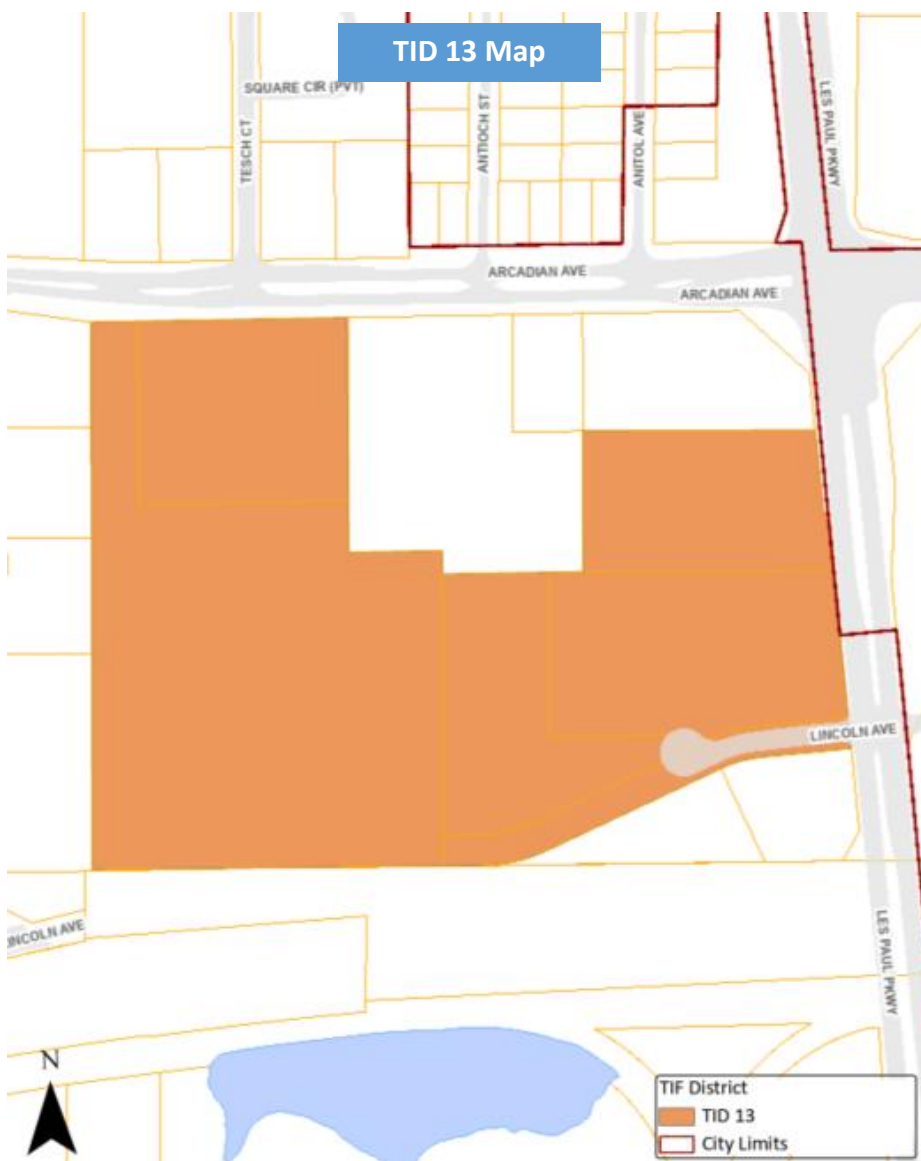 TID 13 Map
SQUARE CIR (PVT)
TESCH CT
ANTIOCH ST
ANITOL AVE
LES PAUL PKWY
ARCADIAN AVE
ARCADIAN AVE
LINCOLN AVE
INCOLN AVE
LES PAUL PKWY
N
TIF District
TID 13
City Limits